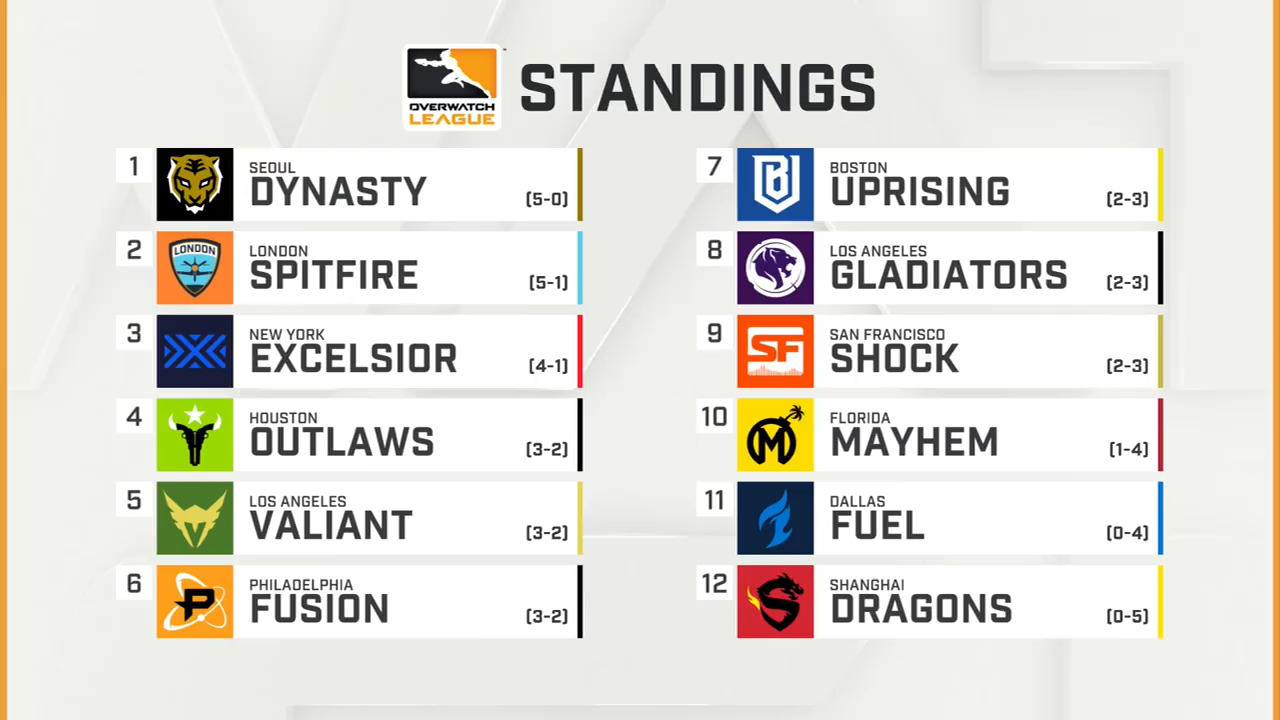 OVERWATCH
LEAGUE
STANDINGS
1
SEOUL
DYNASTY
(5-0)
2
LONDON
LONDON
SPITFIRE
(5-1)
3
NEW YORK
EXCELSIOR
(4-1)
4
HOUSTON
OUTLAWS
(3-2)
5
LOS ANGELES
VALIANT
(3-2)
6
P
PHILADELPHIA
FUSION
(3-2)
7
B
BOSTON
UPRISING
(2-3)
8
LOS ANGELES
GLADIATORS
(2-3)
9
SF
SAN FRANCISCO
SHOCK
(2-3)
10
M
FLORIDA
MAYHEM
(1-4)
11
DALLAS
FUEL
(0-4)
12
S
SHANGHAI
DRAGONS
(0-5)